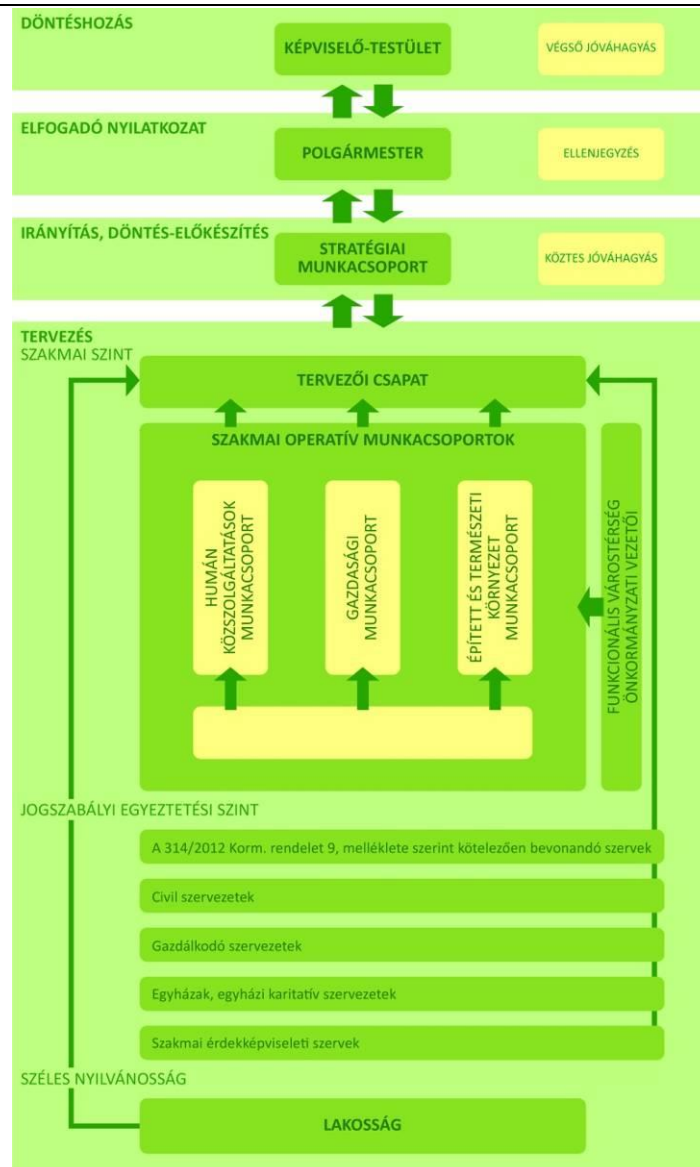 DÖNTÉSHOZÁS
KÉPVISELŐ-TESTÜLET
VÉGSŐ JÓVÁHAGYÁS
ELFOGADÓ NYILATKOZAT
POLGÁRMESTER
ELLENJEGYZÉS
IRÁNYÍTÁS, DÖNTÉS-ELŐKÉSZÍTÉS
STRATÉGIAI
MUNKACSOPORT
KÖZTES JÓVÁHAGYÁS
TERVEZÉS
SZAKMAI SZINT
TERVEZŐI CSAPAT
SZAKMAI OPERATÍV MUNKACSOPORTOK
HUMÁN
KÖZSZOLGÁLTATÁSOK
MUNKACSOPORT
GAZDASÁGI
MUNKACSOPORT
ÉPÍTETT ÉS TERMÉSZETI
KÖRNYEZET
MUNKACSOPORT
FUNKCIONÁLIS VÁROSTÉRSÉG
ÖNKORMÁNYZATI VEZETŐI
JOGSZABÁLYI EGYEZTETÉSI SZINT
A 314/2012 Korm. rendelet 9, melléklete szerint kötelezően bevonandó szervek
Civil szervezetek
Gazdálkodó szervezetek
Egyházak, egyházi karitatív szervezetek
Szakmai érdekképviseleti szervek
SZÉLES NYILVÁNOSSÁG
LAKOSSÁG